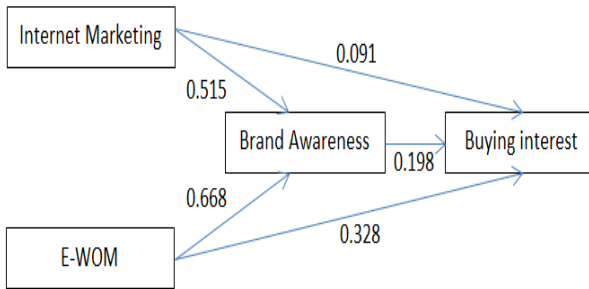 Internet Marketing
0.091
0.515
Brand Awareness
Buying interest
0.198
0.668
0.328
E-WOM